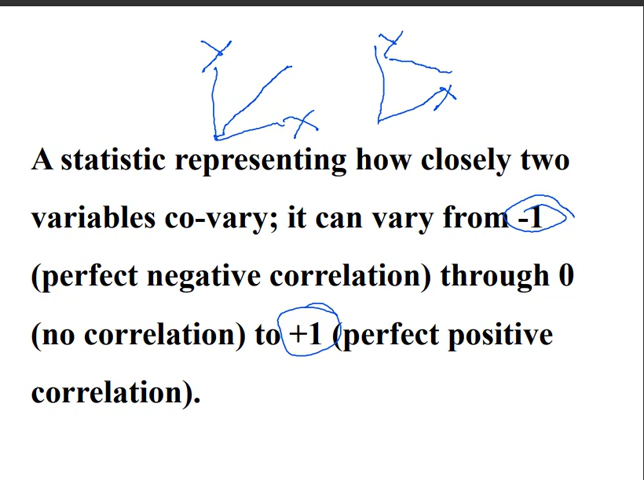 Y
Y
X
X
A statistic representing how closely two
variables co-vary; it can vary from -1
(perfect negative correlation) through 0
(no correlation) to +1 (perfect positive
correlation).